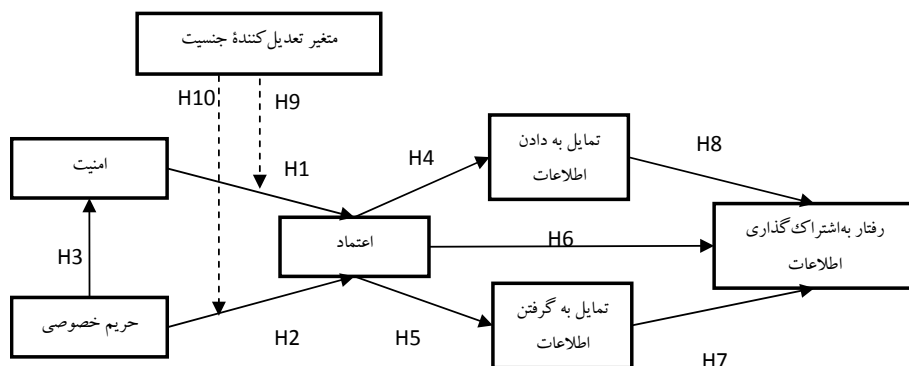 متغیر تعدیل‌کنندۀ جنسیت
H10
H9
امنیت
H1
H4
تمایل به دادن
اطلاعات
H8
H3
اعتماد
H6
رفتار به‌اشتراک‌گذاری
اطلاعات
حریم خصوصی
H2
H5
تمایل به گرفتن
اطلاعات
H7